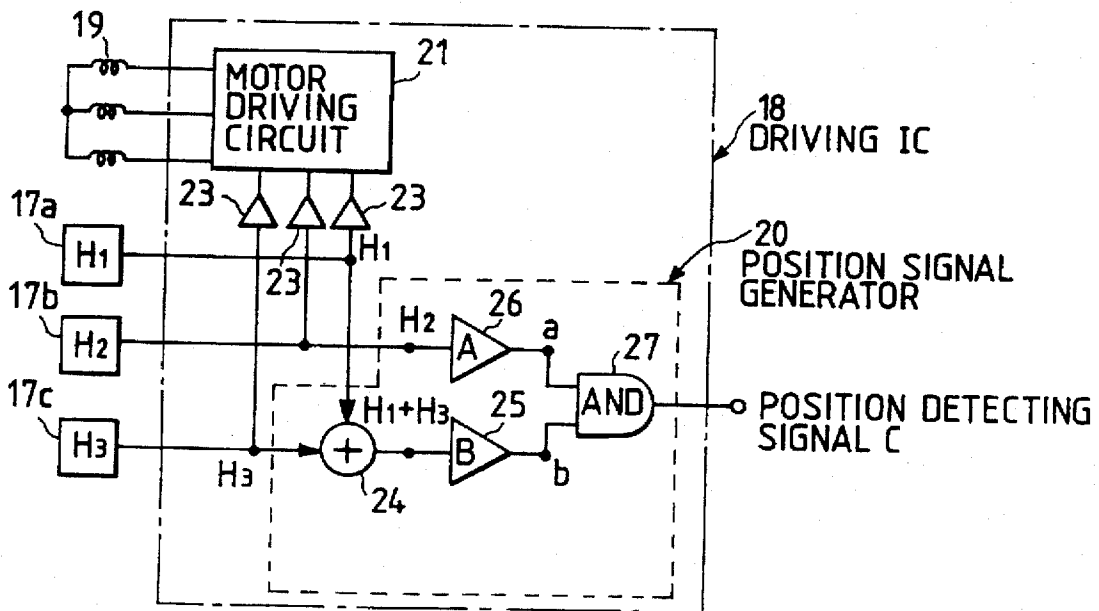 19
MOTOR
DRIVING
CIRCUIT
21
18
DRIVING IC
23
23
23
17a
H1
H1
20
POSITION SIGNAL
GENERATOR
17b
H2
H2
26
A
a
27
AND
17c
H3
H3
H1+H3
+
24
25
B
b
POSITION DETECTING
SIGNAL C